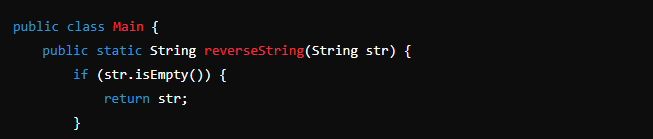 public class Main {
    public static String reverseString(String str) {
        if (str.isEmpty()) {
            return str;
        }